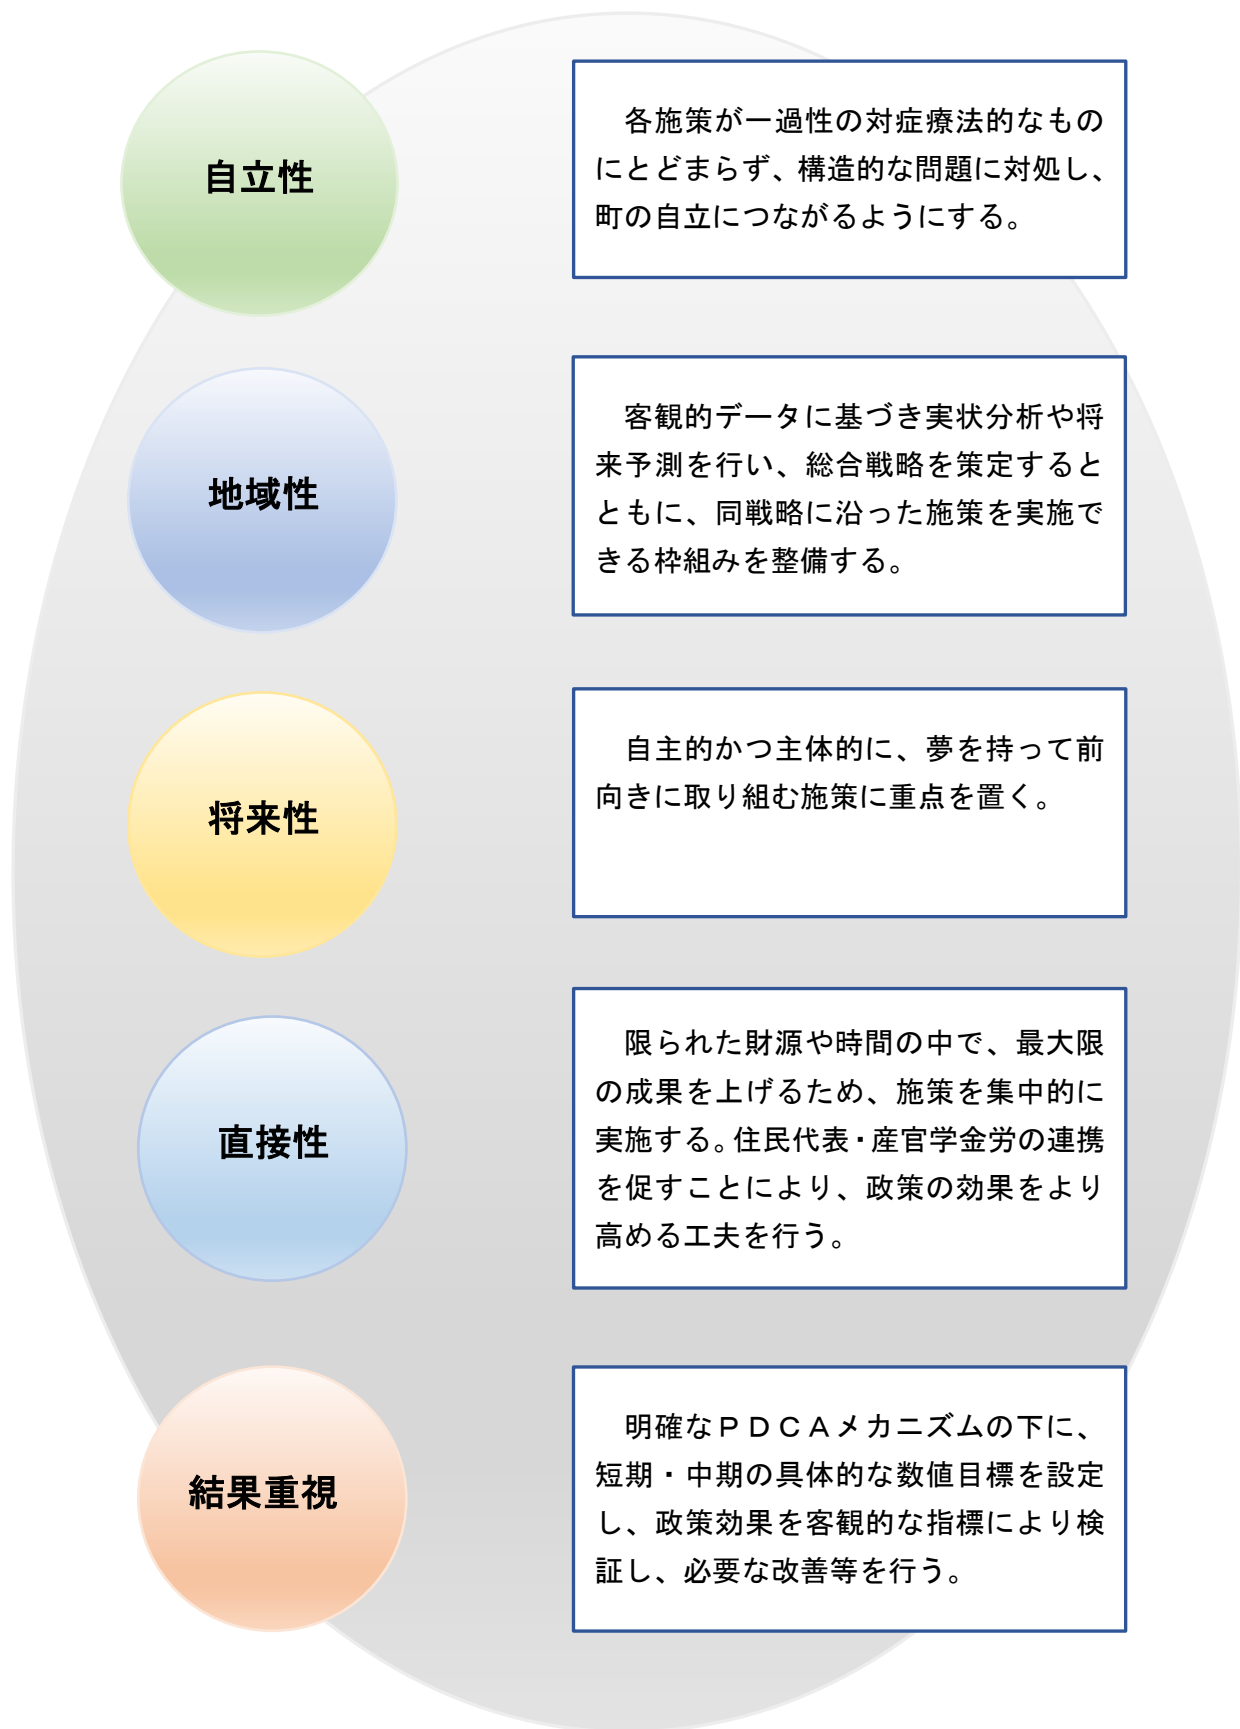 自立性
各施策が一過性の対症療法的なもの
にとどまらず、構造的な問題に対処し、
町の自立につながるようにする。
地域性
客観的データに基づき実状分析や将
来予測を行い、総合戦略を策定すると
ともに、同戦略に沿った施策を実施で
きる枠組みを整備する。
将来性
自主的かつ主体的に、夢を持って前
向きに取り組む施策に重点を置く。
直接性
限られた財源や時間の中で、最大限
の成果を上げるため、施策を集中的に
実施する。住民代表・産官学金労の連携
を促すことにより、政策の効果をより
高める工夫を行う。
結果重視
明確なＰＤＣＡメカニズムの下に、
短期・中期の具体的な数値目標を設定
し、政策効果を客観的な指標により検
証し、必要な改善等を行う。